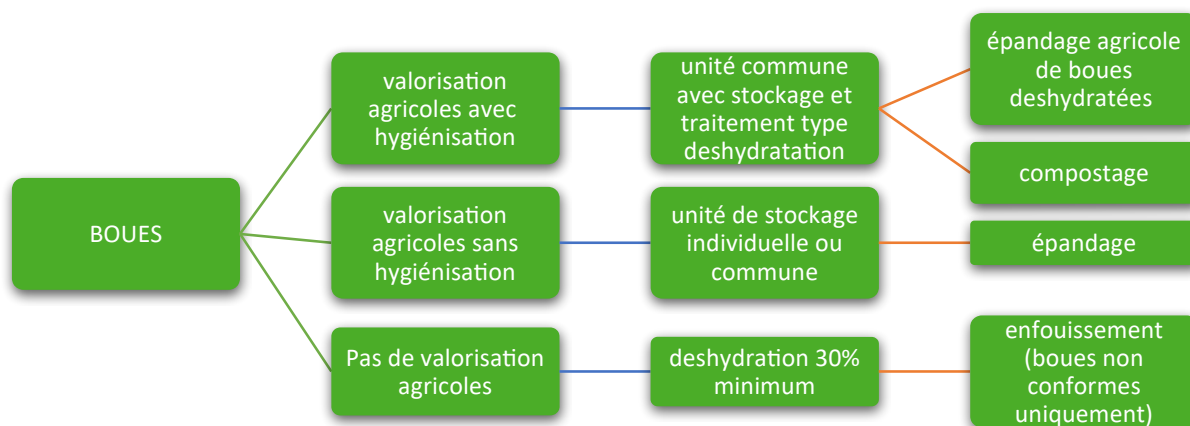 BOUES
valorisation
agricoles avec
hygiénisation
unité commune
avec stockage et
traitement type
deshydratation
épandage agricole
de boues
deshydratées
compostage
valorisation
agricoles sans
hygiénisation
unité de stockage
individuelle ou
commune
épandage
Pas de valorisation
agricoles
deshydration 30%
minimum
enfouissement
(boues non
conformes
uniquement)